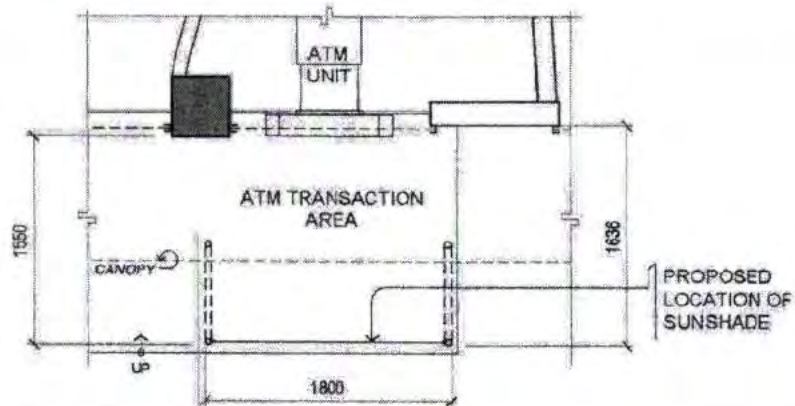 ATM
UNIT
ATM TRANSACTION
AREA
1550
1636
CANOPY
PROPOSED
LOCATION OF
SUNSHADE
UP
1800